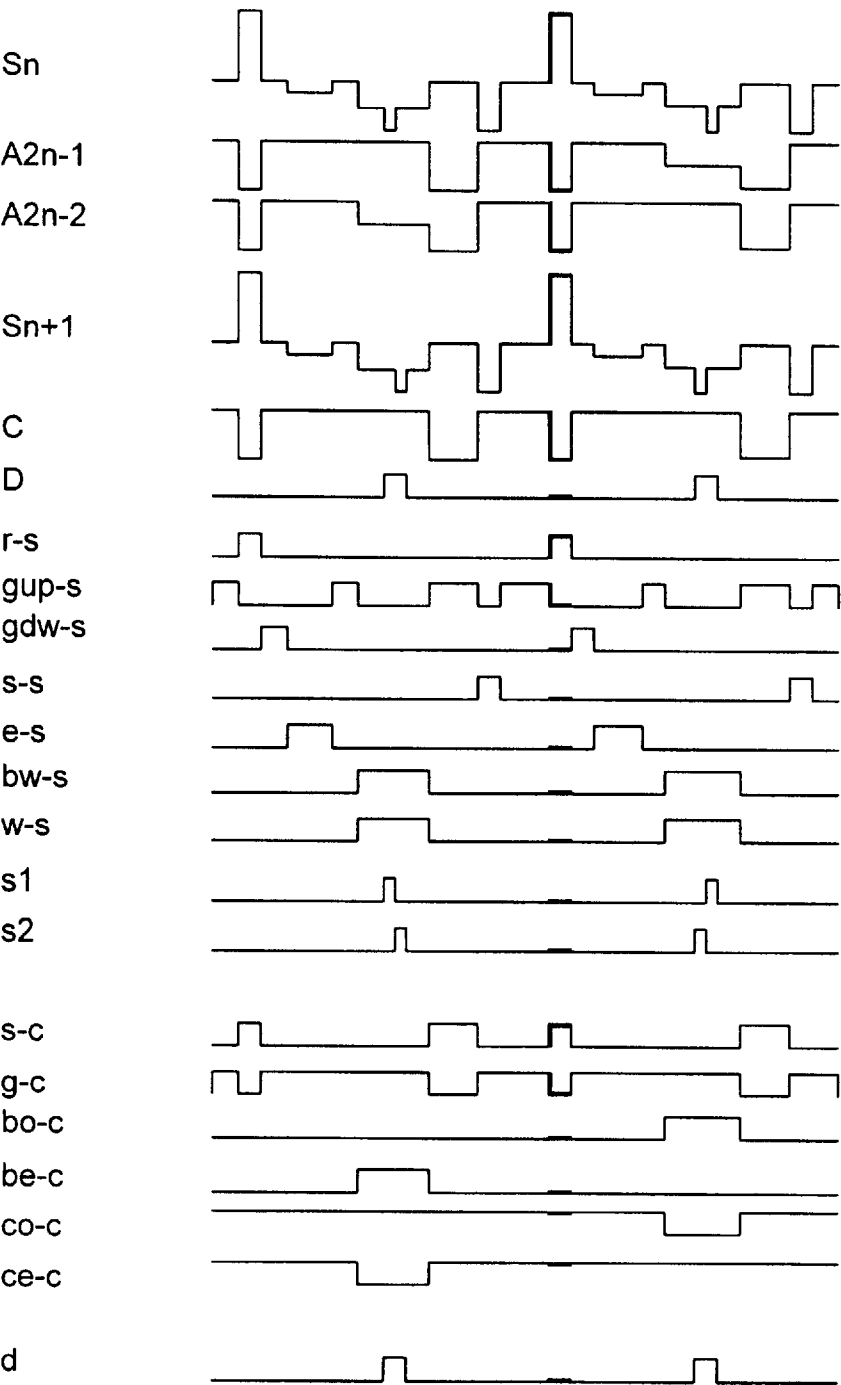 Sn
A2n-1
A2n-2
Sn+1
C
D
r-s
gup-s
gdw-s
s-s
e-s
bw-s
w-s
s1
s2
s-c
g-c
bo-c
be-c
co-c
ce-c
d